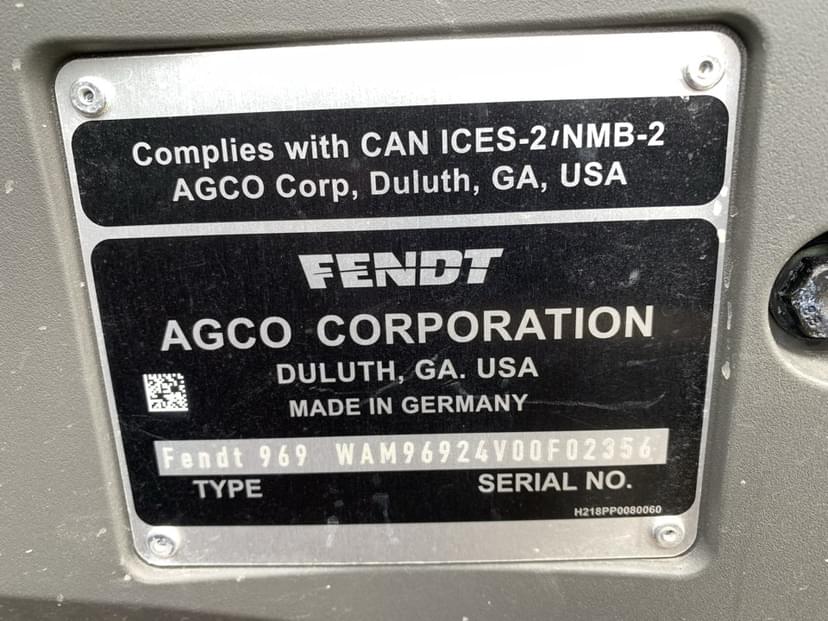 Complies with CAN ICES-2/NMB-2
AGCO Corp, Duluth, GA, USA
FENDT
AGCO CORPORATION
DULUTH, GA. USA
MADE IN GERMANY
Fendt 969 WAM96924V00F02356
TYPE SERIAL NO.
H218PP0080060